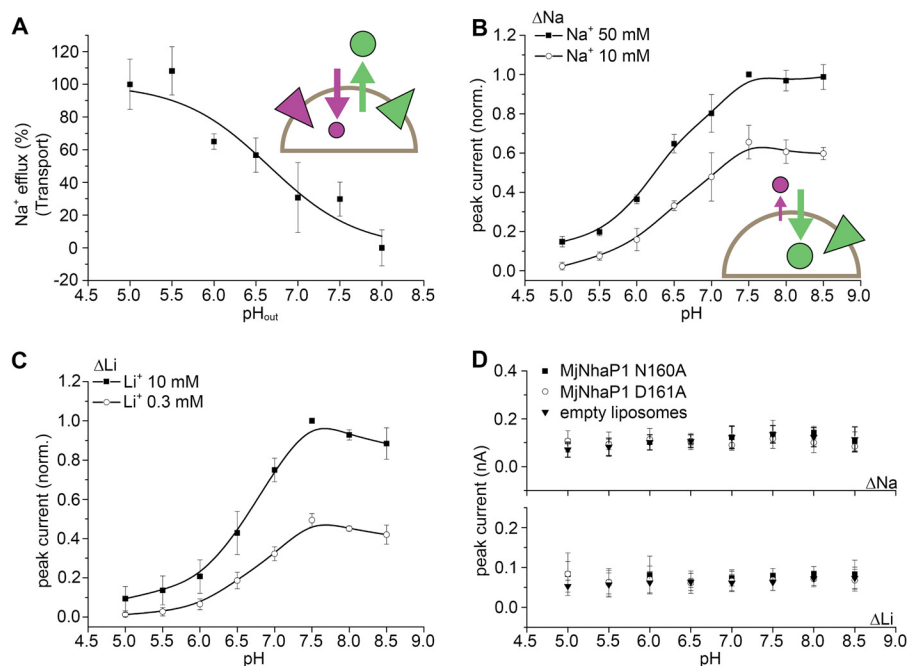 A
Na⁺ efflux (%)
(Transport)
120
100
80
60
40
20
0
-20
4.5 5.0 5.5 6.0 6.5 7.0 7.5 8.0 8.5
pHout
B
ΔNa
Na⁺ 50 mM
Na⁺ 10 mM
peak current (norm.)
1.2
1.0
0.8
0.6
0.4
0.2
0.0
4.5 5.0 5.5 6.0 6.5 7.0 7.5 8.0 8.5 9.0
pH
C
ΔLi
Li⁺ 10 mM
Li⁺ 0.3 mM
peak current (norm.)
1.2
1.0
0.8
0.6
0.4
0.2
0.0
4.5 5.0 5.5 6.0 6.5 7.0 7.5 8.0 8.5 9.0
pH
D
MjNhaP1 N160A
MjNhaP1 D161A
empty liposomes
peak current (nA)
0.4
0.2
0.0
ΔNa
0.2
0.1
0.0
ΔLi
4.5 5.0 5.5 6.0 6.5 7.0 7.5 8.0 8.5 9.0
pH